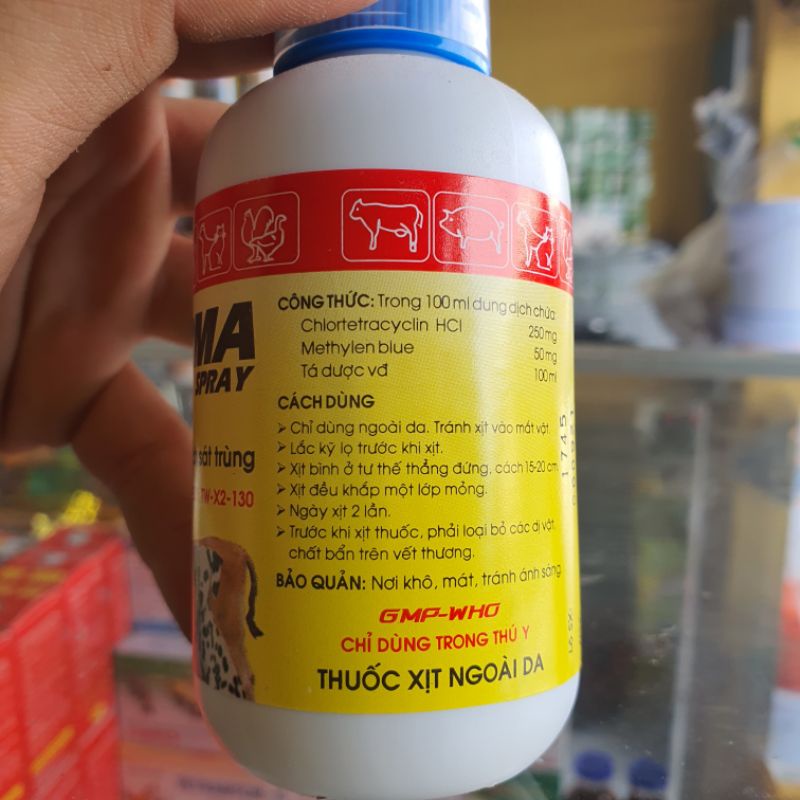 MA
SPRAY
sát trùng
TW-X2-130
CÔNG THỨC: Trong 100 ml dung dịch chứa:
Chlortetracyclin HCl 250 mg
Methylen blue 50 mg
Tá dược vđ 100 ml
CÁCH DÙNG
➢ Chỉ dùng ngoài da. Tránh xịt vào mắt vật.
➢ Lắc kỹ lọ trước khi xịt.
➢ Xịt bình ở tư thế thẳng đứng, cách 15-20 cm.
➢ Xịt đều khắp một lớp mỏng.
➢ Ngày xịt 2 lần.
➢ Trước khi xịt thuốc, phải loại bỏ các dị vật,
chất bẩn trên vết thương.
BẢO QUẢN: Nơi khô, mát, tránh ánh sáng
GMP-WHO
CHỈ DÙNG TRONG THÚ Y
THUỐC XỊT NGOÀI DA
1745
Lô SX: